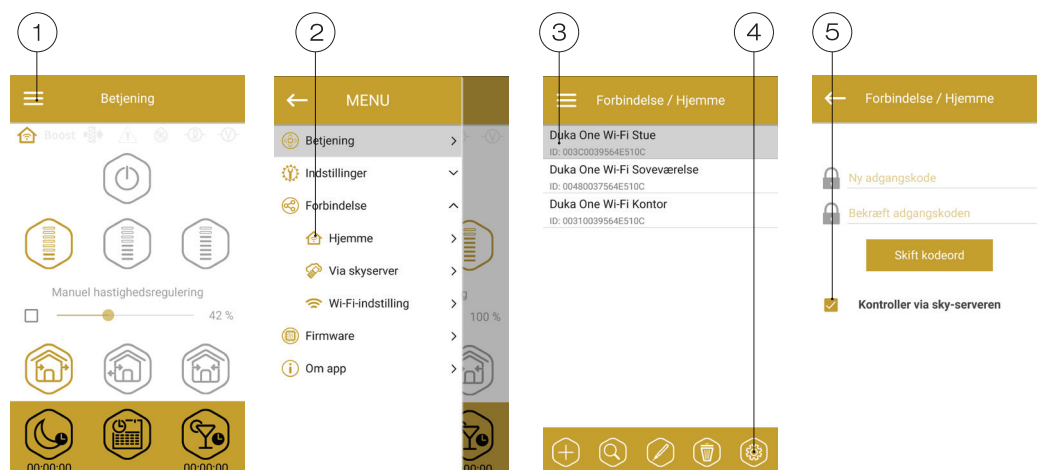 1
2
3
4
5
Betjening
Boost
Manuel hastighedsregulering
42 %
00:00:00
00:00:00
MENU
Betjening
Indstillinger
Forbindelse
Hjemme
Via skyserver
Wi-Fi-indstilling
Firmware
Om app
g
100 %
00:00:
Forbindelse / Hjemme
Duka One Wi-Fi Stue
ID: 003C0039564E510C
Duka One Wi-Fi Soveværelse
ID: 00480037564E510C
Duka One Wi-Fi Kontor
ID: 00310039564E510C
Forbindelse / Hjemme
Ny adgangskode
Bekræft adgangskoden
Skift kodeord
Kontroller via sky-serveren